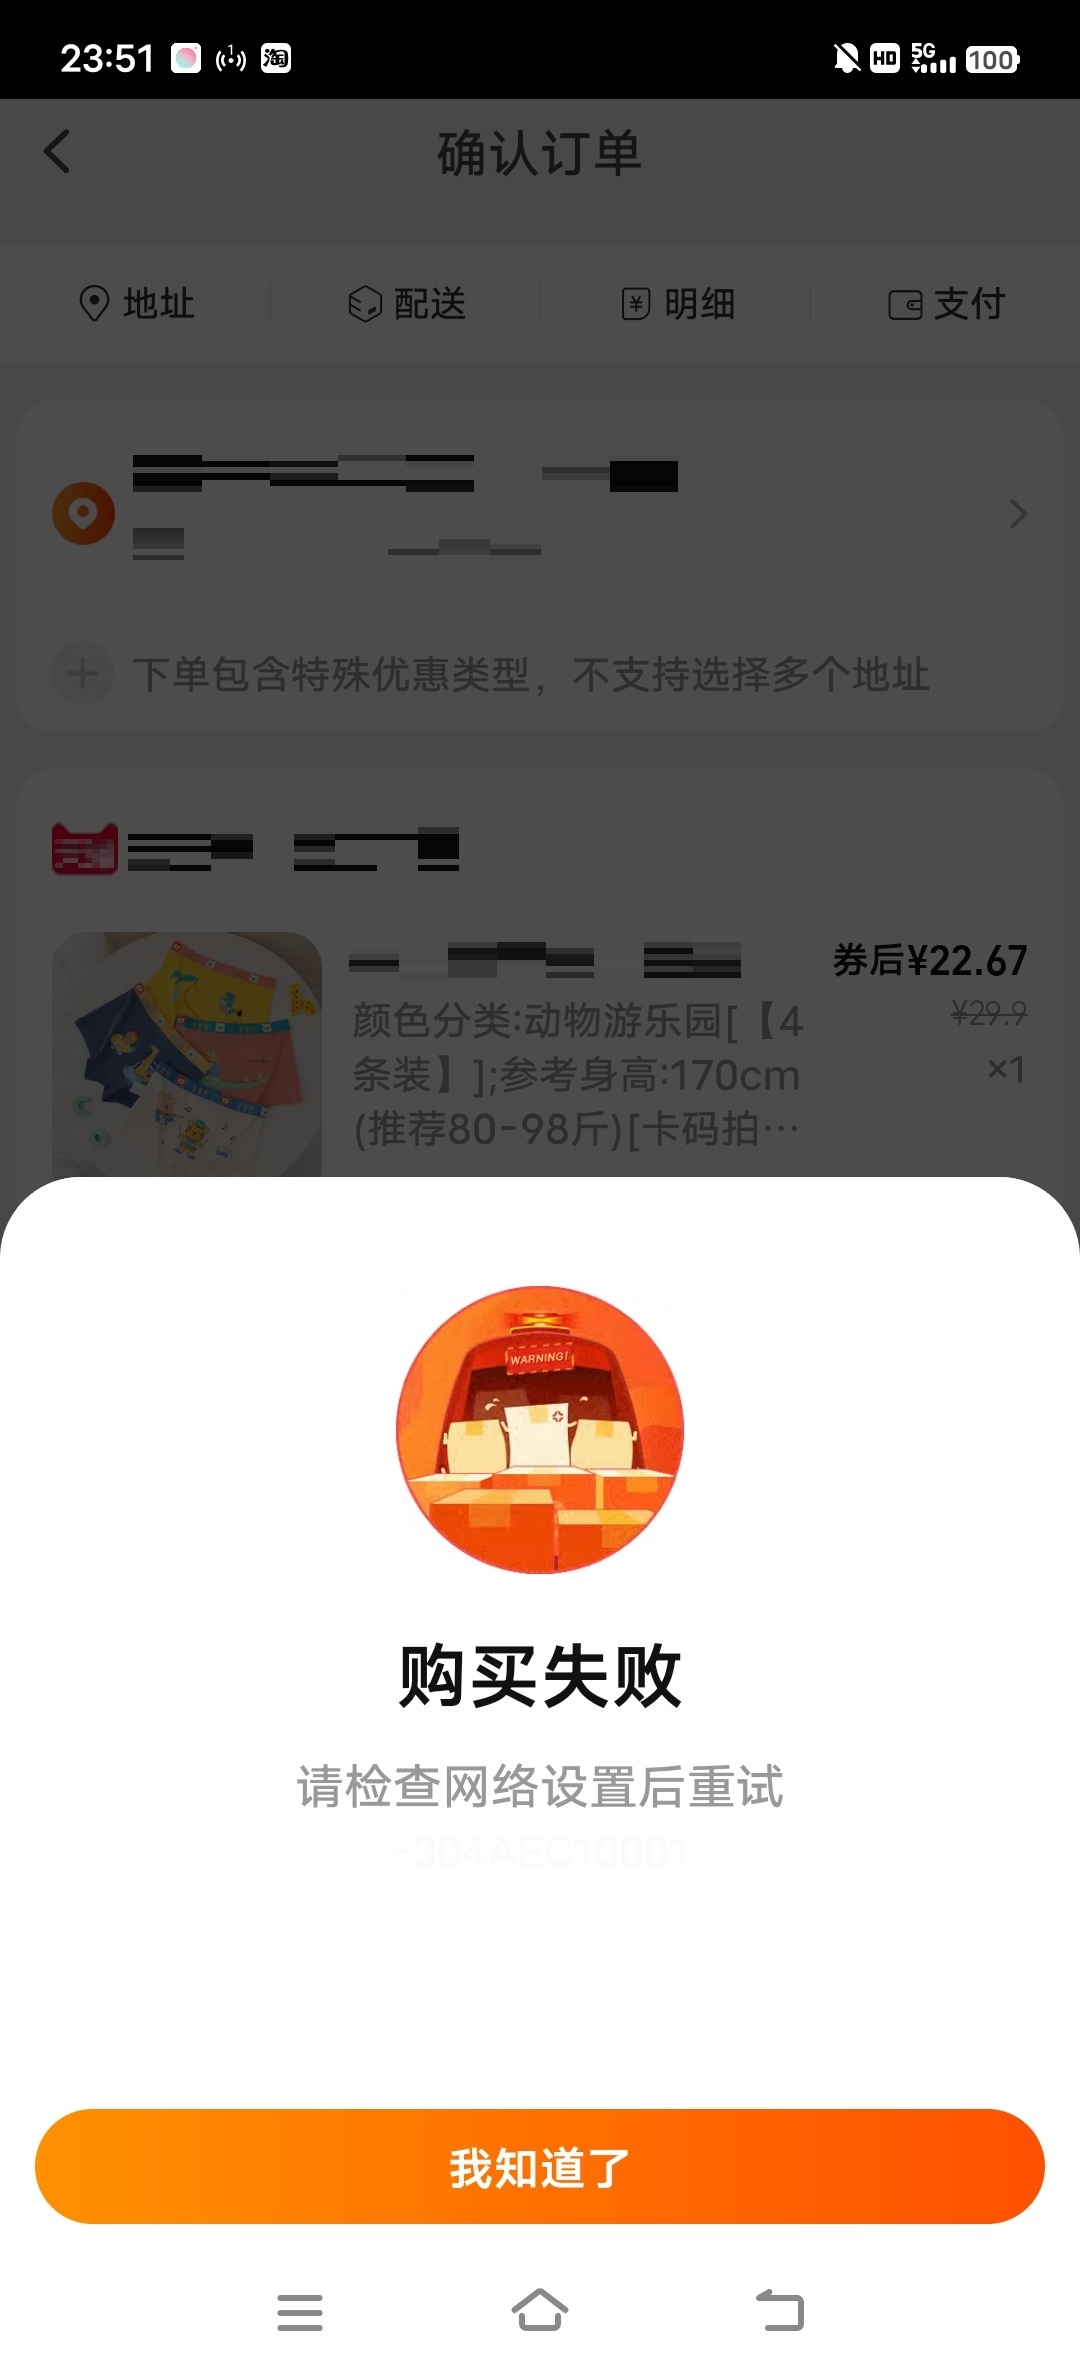 23:51
淘
HD
5G
100
确认订单
地址
配送
明细
支付
下单包含特殊优惠类型，不支持选择多个地址
券后¥22.67
颜色分类:动物游乐园[【4
¥29.9
条装】];参考身高:170cm
×1
(推荐80-98斤)[卡码拍…
WARNING!
购买失败
请检查网络设置后重试
-304AEC10001
我知道了